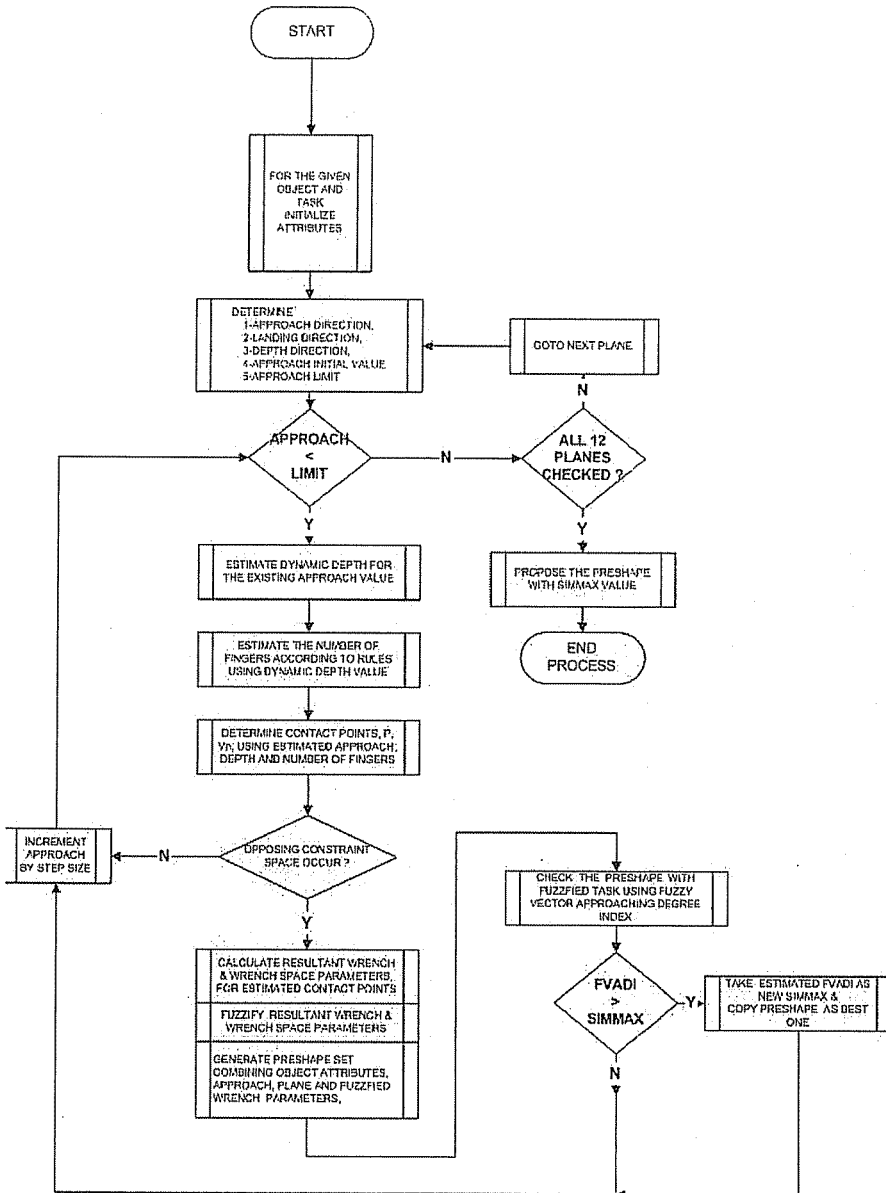 START
FOR THE GIVEN
OBJECT AND
TASK
INITIALIZE
ATTRIBUTES
DETERMINE
1-APPROACH DIRECTION,
2-LANDING DIRECTION,
3-DEPTH DIRECTION,
4-APPROACH INITIAL VALUE
5-APPROACH LIMIT
GOTO NEXT PLANE
N
APPROACH
<
LIMIT
N
ALL 12
PLANES
CHECKED ?
Y
Y
ESTIMATE DYNAMIC DEPTH FOR
THE EXISTING APPROACH VALUE
PROPOSE THE PRESHAPE
WITH SIMMAX VALUE
ESTIMATE THE NUMBER OF
FINGERS ACCORDING TO RULES
USING DYNAMIC DEPTH VALUE
END
PROCESS
DETERMINE CONTACT POINTS, P,
Vn; USING ESTIMATED APPROACH;
DEPTH AND NUMBER OF FINGERS
INCREMENT
APPROACH
BY STEP SIZE
N
OPPOSING CONSTRAINT
SPACE OCCUR ?
Y
CHECK THE PRESHAPE WITH
FUZZFIED TASK USING FUZZY
VECTOR APPROACHING DEGREE
INDEX
CALCULATE RESULTANT WRENCH
& WRENCH SPACE PARAMETERS,
FOR ESTIMATED CONTACT POINTS
FUZZIFY RESULTANT WRENCH &
WRENCH SPACE PARAMETERS
GENERATE PRESHAPE SET
COMBINING OBJECT ATTRIBUTES,
APPROACH, PLANE AND FUZZFIED
WRENCH PARAMETERS,
FVADI
>
SIMMAX
Y
TAKE ESTIMATED FVADI AS
NEW SIMMAX &
COPY PRESHAPE AS BEST
ONE
N